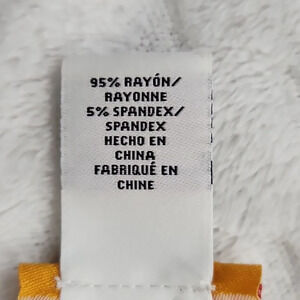 95% RAYÓN/
RAYONNE
5% SPANDEX/
SPANDEX
HECHO EN
CHINA
FABRIQUÉ EN
CHINE